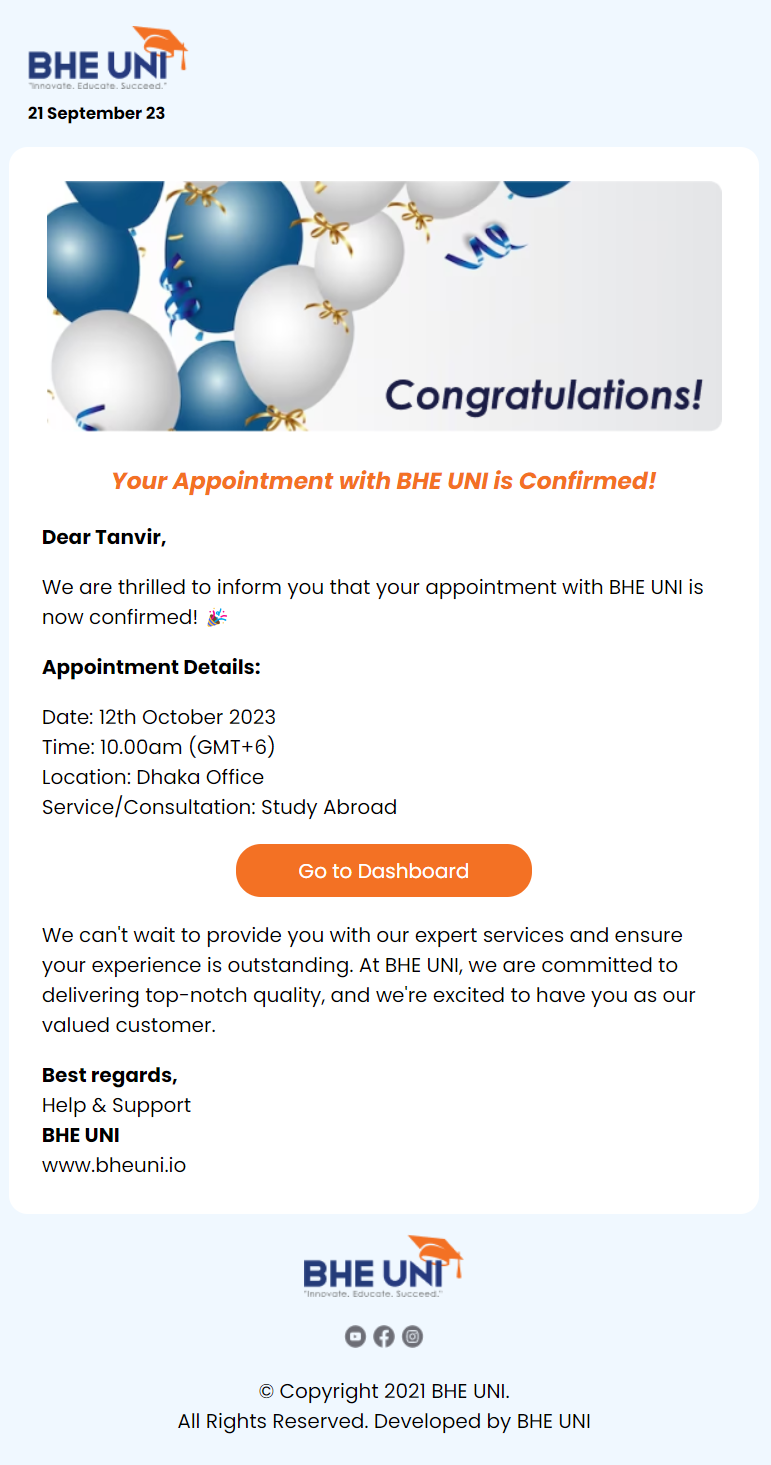 BHE UNI
"Innovate. Educate. Succeed."
21 September 23
Congratulations!
Your Appointment with BHE UNI is Confirmed!
Dear Tanvir,
We are thrilled to inform you that your appointment with BHE UNI is
now confirmed! 🎉
Appointment Details:
Date: 12th October 2023
Time: 10.00am (GMT+6)
Location: Dhaka Office
Service/Consultation: Study Abroad
Go to Dashboard
We can't wait to provide you with our expert services and ensure
your experience is outstanding. At BHE UNI, we are committed to
delivering top-notch quality, and we're excited to have you as our
valued customer.
Best regards,
Help & Support
BHE UNI
www.bheuni.io
BHE UNI
"Innovate. Educate. Succeed."
© Copyright 2021 BHE UNI.
All Rights Reserved. Developed by BHE UNI